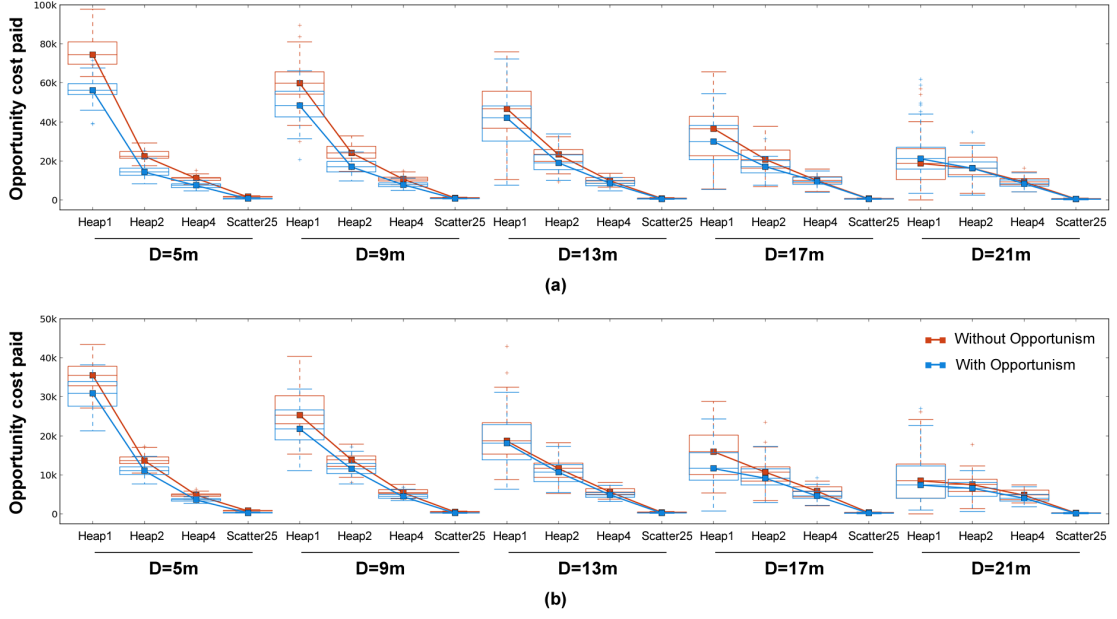 100k
80k
60k
40k
20k
0
Opportunity cost paid
Heap1 Heap2 Heap4 Scatter25 Heap1 Heap2 Heap4 Scatter25 Heap1 Heap2 Heap4 Scatter25 Heap1 Heap2 Heap4 Scatter25 Heap1 Heap2 Heap4 Scatter25
D=5m D=9m D=13m D=17m D=21m
(a)
50k
40k
30k
20k
10k
0
Opportunity cost paid
Without Opportunism
With Opportunism
Heap1 Heap2 Heap4 Scatter25 Heap1 Heap2 Heap4 Scatter25 Heap1 Heap2 Heap4 Scatter25 Heap1 Heap2 Heap4 Scatter25 Heap1 Heap2 Heap4 Scatter25
D=5m D=9m D=13m D=17m D=21m
(b)